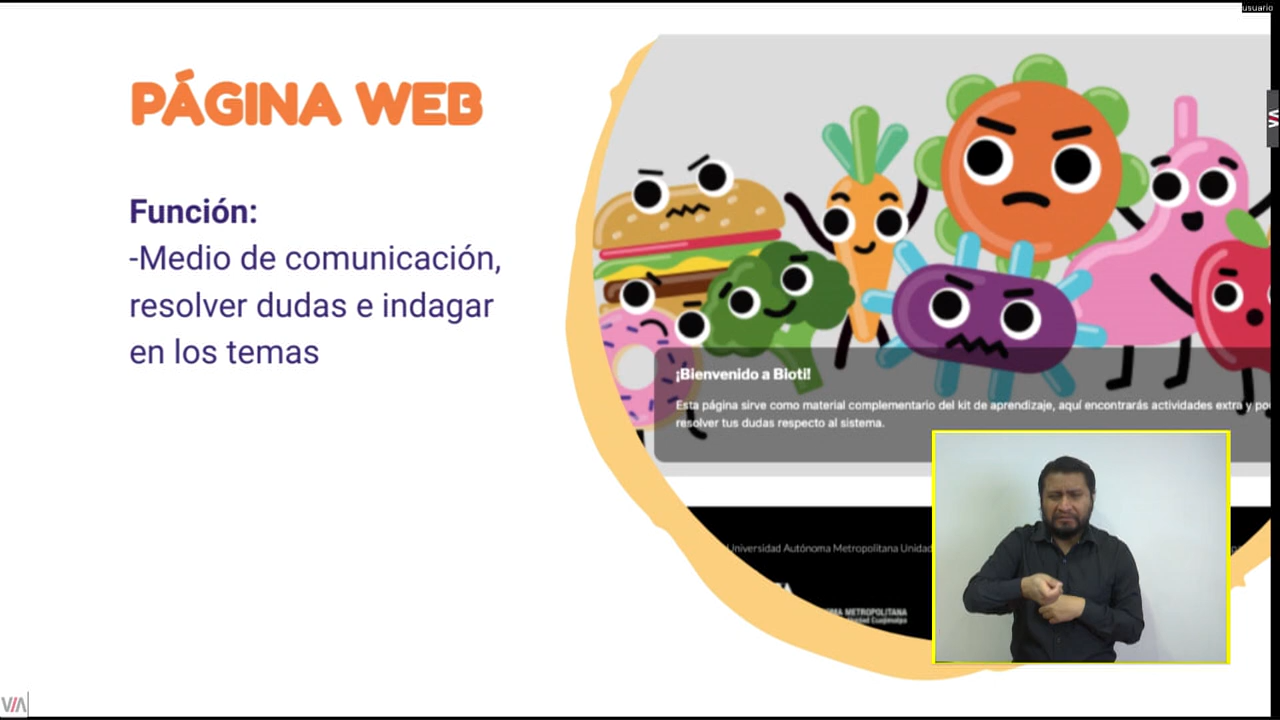 usuario
PÁGINA WEB
Función:
-Medio de comunicación,
resolver dudas e indagar
en los temas
¡Bienvenido a Bioti!
Esta página sirve como material complementario del kit de aprendizaje, aquí encontrarás actividades extra y
resolver tus dudas respecto al sistema.
Universidad Autónoma Metropolitana Unidad
METROPOLITANA
Cuajimalpa